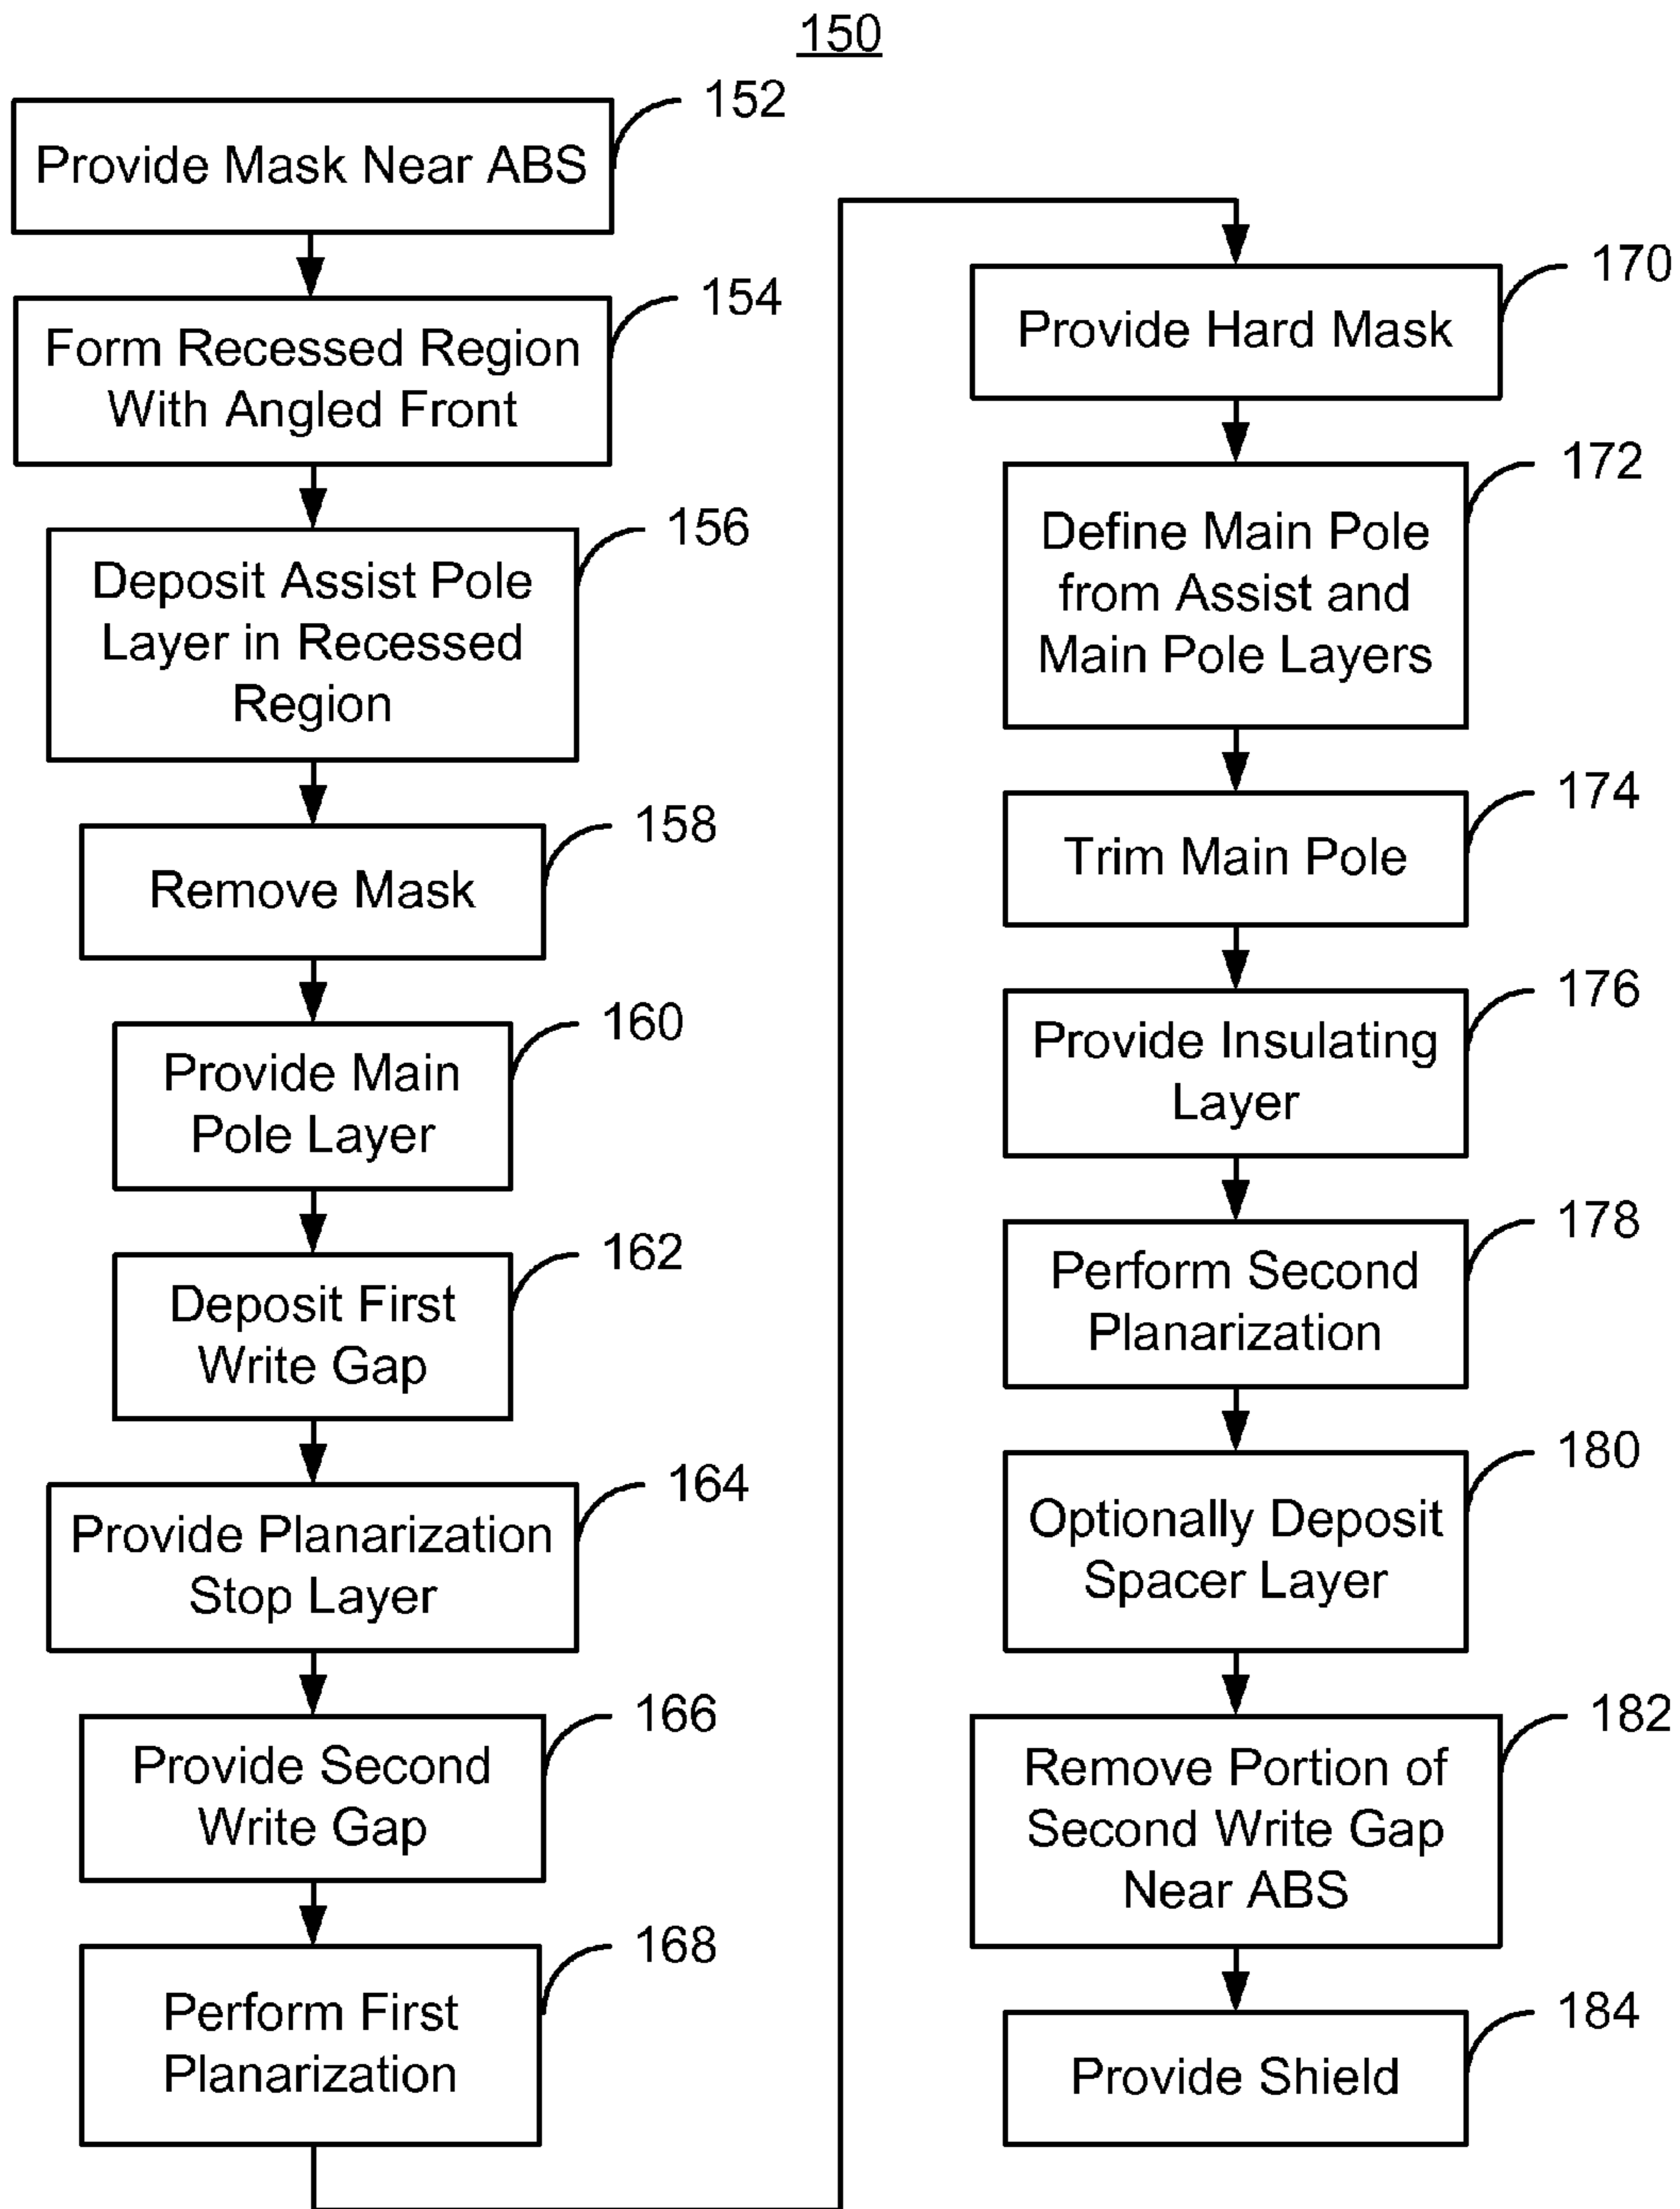 150
152
Provide Mask Near ABS
154
Form Recessed Region
With Angled Front
156
Deposit Assist Pole
Layer in Recessed
Region
158
Remove Mask
160
Provide Main
Pole Layer
162
Deposit First
Write Gap
164
Provide Planarization
Stop Layer
166
Provide Second
Write Gap
168
Perform First
Planarization
170
Provide Hard Mask
172
Define Main Pole
from Assist and
Main Pole Layers
174
Trim Main Pole
176
Provide Insulating
Layer
178
Perform Second
Planarization
180
Optionally Deposit
Spacer Layer
182
Remove Portion of
Second Write Gap
Near ABS
184
Provide Shield